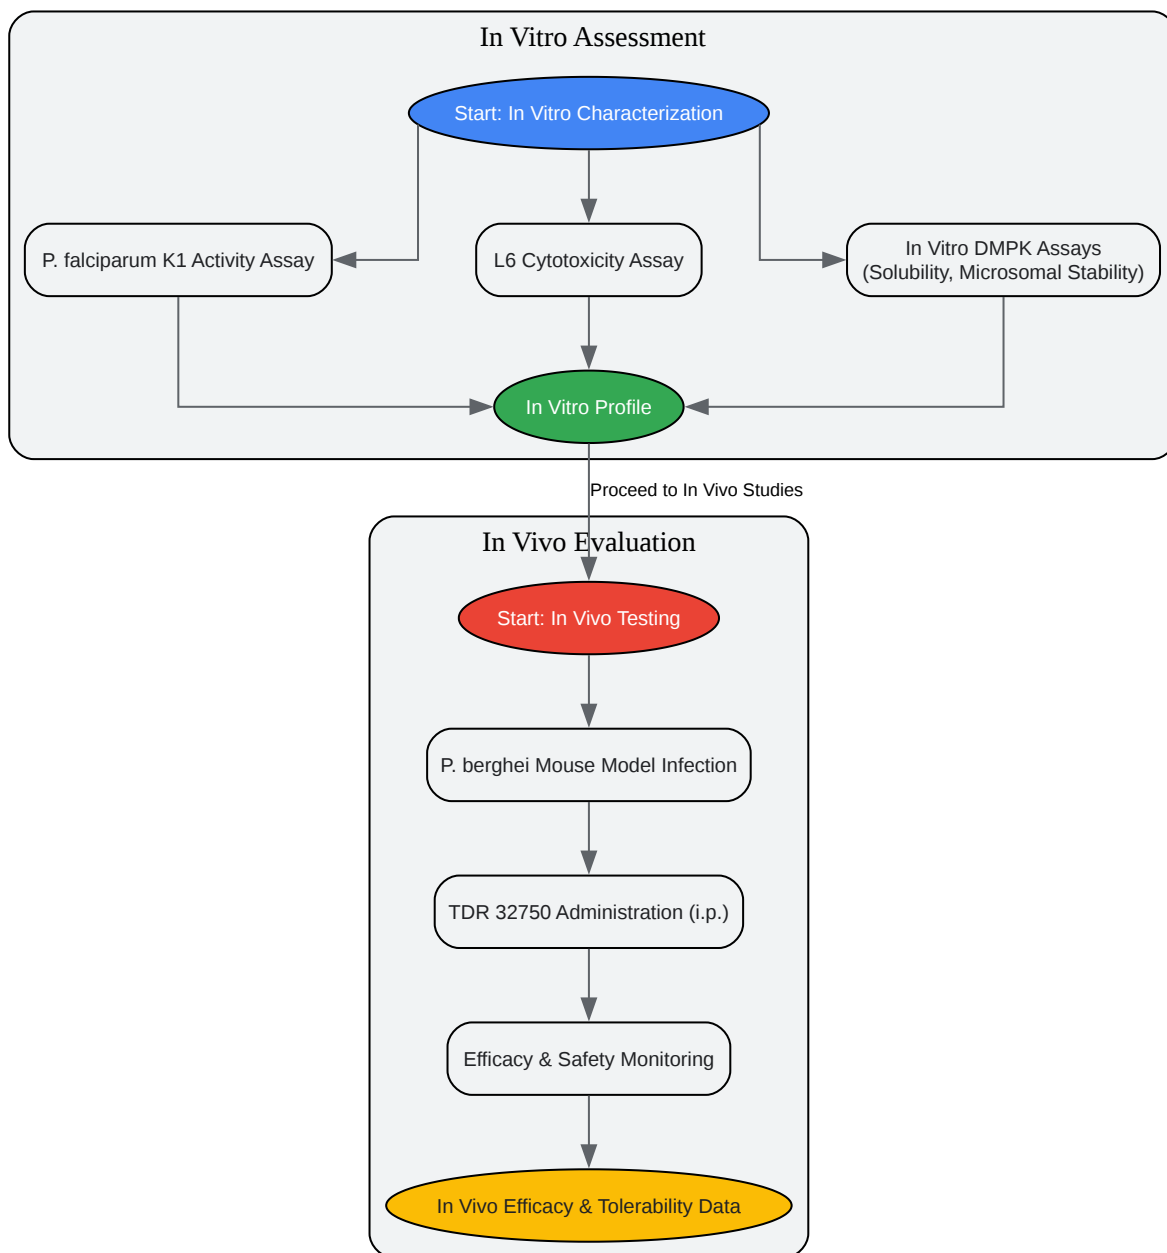 In Vitro Assessment
Start: In Vitro Characterization
P. falciparum K1 Activity Assay
L6 Cytotoxicity Assay
In Vitro DMPK Assays
(Solubility, Microsomal Stability)
In Vitro Profile
Proceed to In Vivo Studies
In Vivo Evaluation
Start: In Vivo Testing
P. berghei Mouse Model Infection
TDR 32750 Administration (i.p.)
Efficacy & Safety Monitoring
In Vivo Efficacy & Tolerability Data